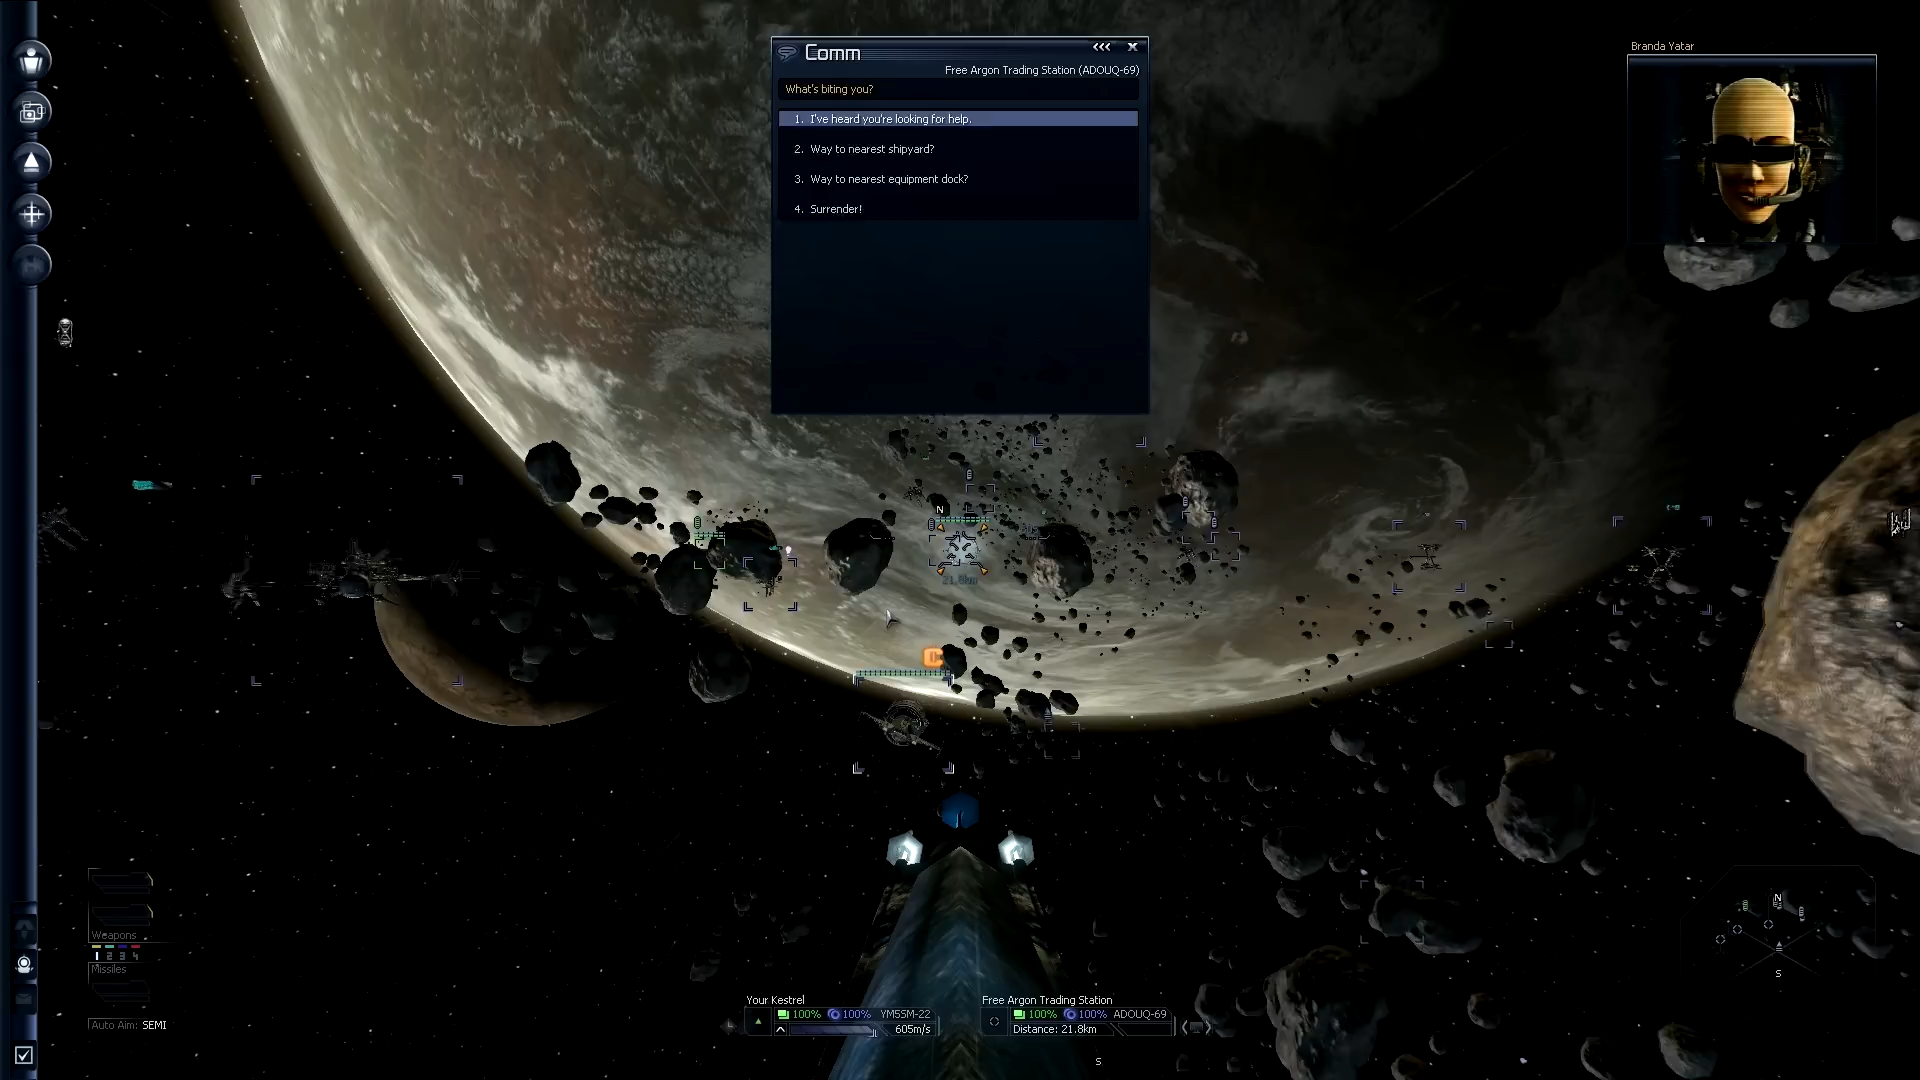 Branda Yatar
Comm
Free Argon Trading Station (ADOUQ-69)
What's biting you?
1. I've heard you're looking for help.
2. Way to nearest shipyard?
3. Way to nearest equipment dock?
4. Surrender!
N
21.8km
Weapons
1 2 3 4
Missiles
Auto Aim: SEMI
Your Kestrel
100% 100% YM5SM-22
605m/s
Free Argon Trading Station
100% 100% ADOUQ-69
Distance: 21.8km
S
N
S